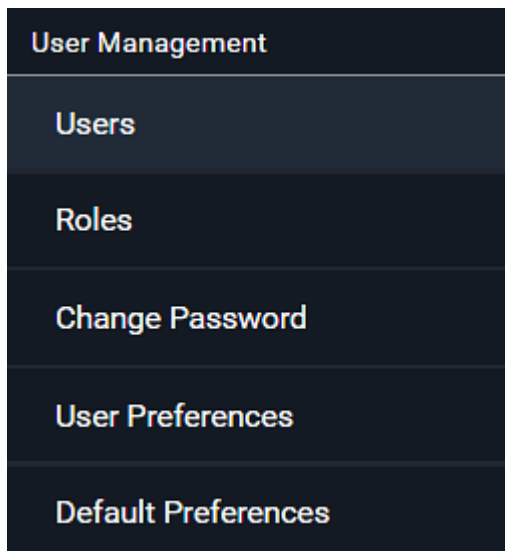 User Management
Users
Roles
Change Password
User Preferences
Default Preferences